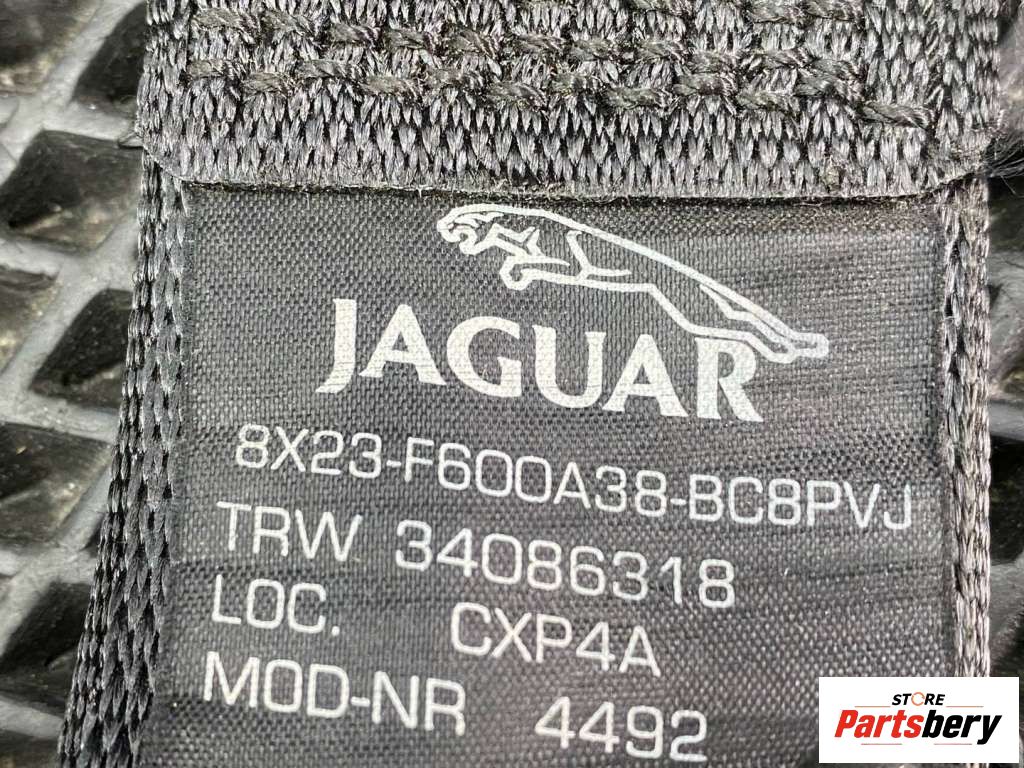 JAGUAR
8X23-F600A38-BC8PVJ
TRW 34086318
LOC. CXP4A
MOD-NR 4492
STORE
Partsbery